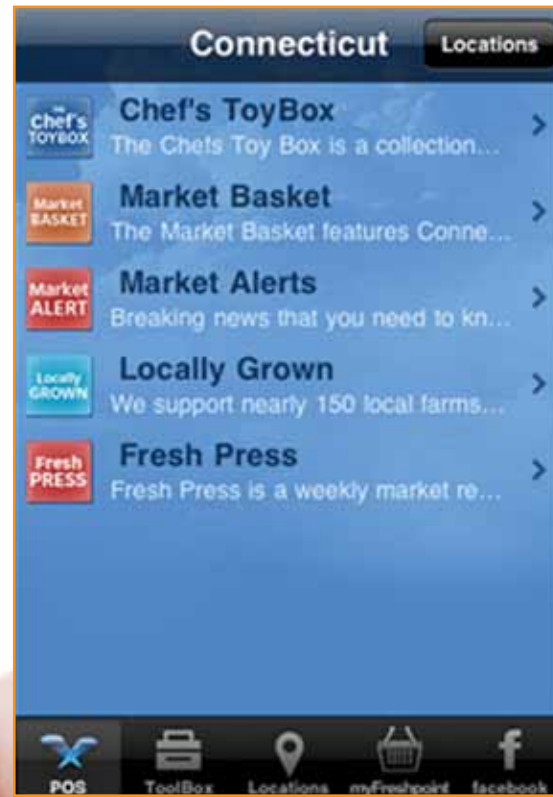 Connecticut Locations
THE
Chef's
TOYBOX
Chef's ToyBox
The Chefs Toy Box is a collection...
Market
BASKET
Market Basket
The Market Basket features Conne...
Market
ALERT
Market Alerts
Breaking news that you need to kn...
Locally
GROWN
Locally Grown
We support nearly 150 local farms...
Fresh
PRESS
Fresh Press
Fresh Press is a weekly market re...
POS ToolBox Locations myFreshpoint facebook